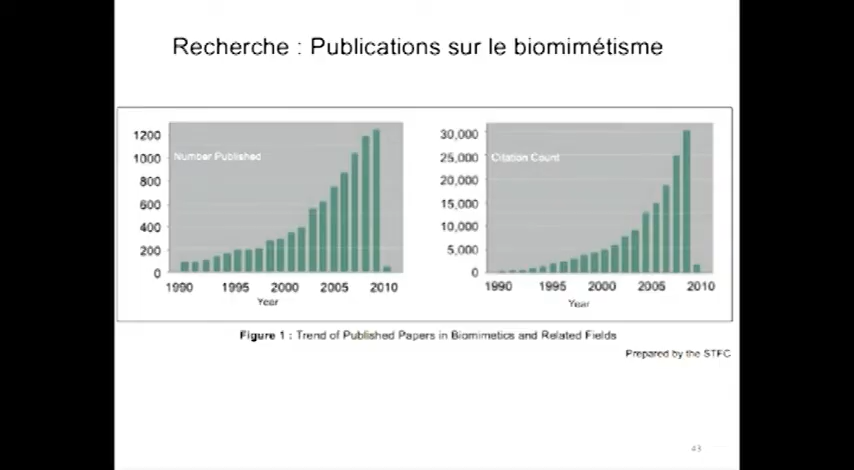 Recherche : Publications sur le biomimétisme
1200
1000
800
600
400
200
0
Number Published
1990 1995 2000 2005 2010
Year
30,000
25,000
20,000
15,000
10,000
5,000
0
Citation Count
1990 1995 2000 2005 2010
Year
Figure 1 : Trend of Published Papers in Biomimetics and Related Fields
Prepared by the STFC
43